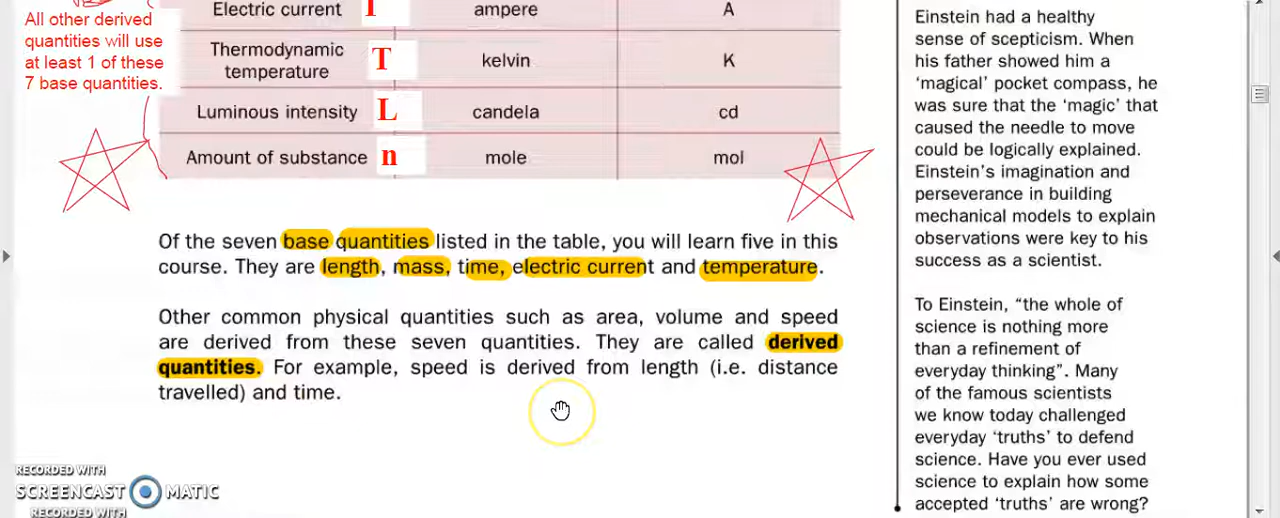 All other derived
quantities will use
at least 1 of these
7 base quantities.
Electric current I ampere A
Thermodynamic
temperature T kelvin K
Luminous intensity L candela cd
Amount of substance n mole mol
Of the seven base quantities listed in the table, you will learn five in this
course. They are length, mass, time, electric current and temperature.
Other common physical quantities such as area, volume and speed
are derived from these seven quantities. They are called derived
quantities. For example, speed is derived from length (i.e. distance
travelled) and time.
Einstein had a healthy
sense of scepticism. When
his father showed him a
‘magical’ pocket compass, he
was sure that the ‘magic’ that
caused the needle to move
could be logically explained.
Einstein’s imagination and
perseverance in building
mechanical models to explain
observations were key to his
success as a scientist.
To Einstein, “the whole of
science is nothing more
than a refinement of
everyday thinking”. Many
of the famous scientists
we know today challenged
everyday ‘truths’ to defend
science. Have you ever used
science to explain how some
accepted ‘truths’ are wrong?
RECORDED WITH
SCREENCAST MATIC
RECORDED WITH